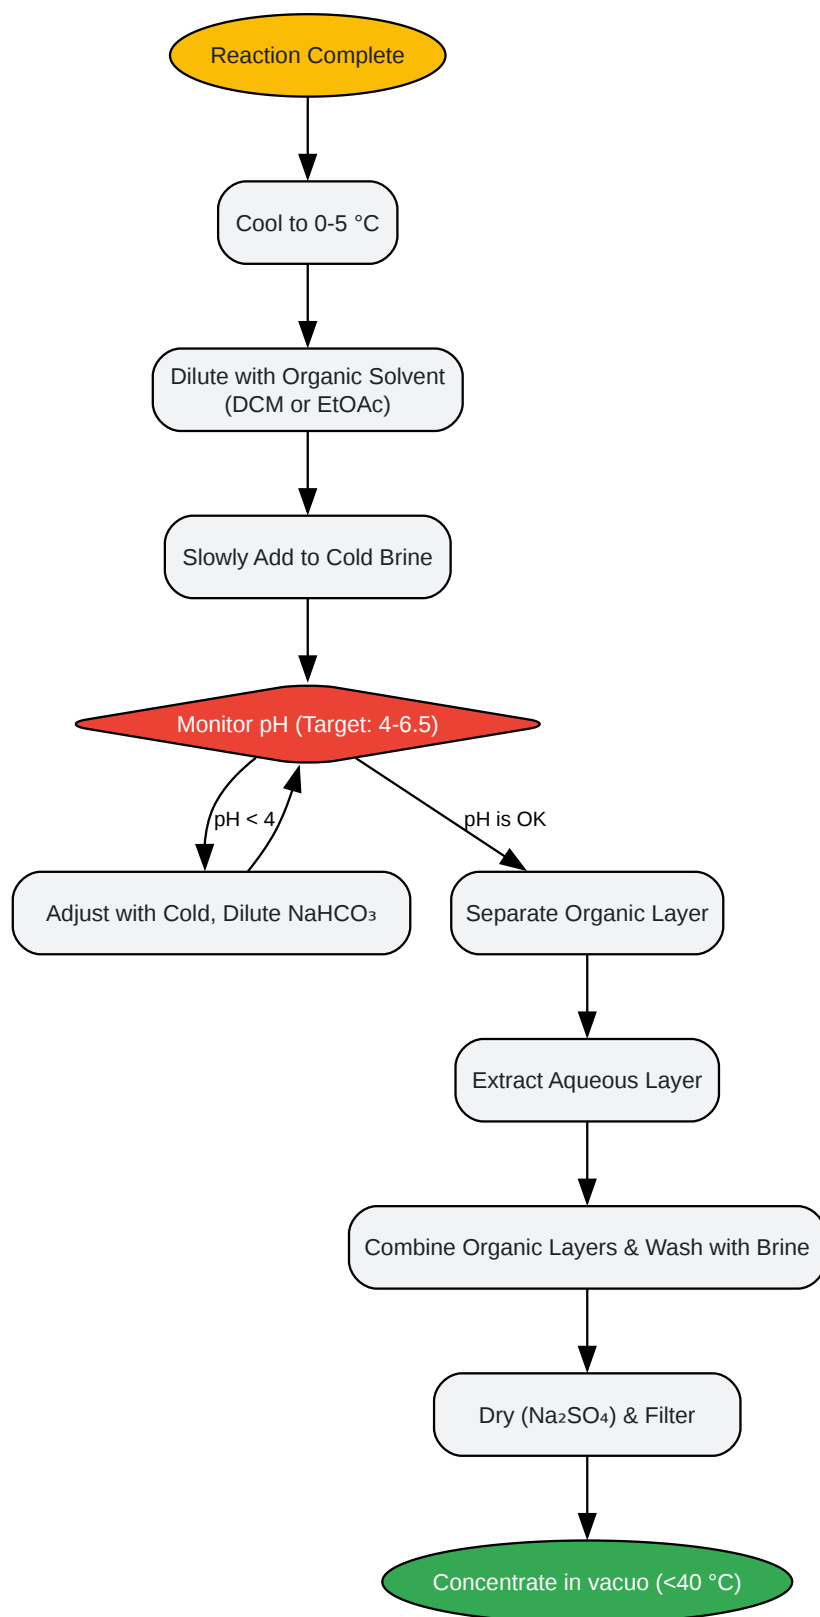 Reaction Complete
Cool to 0-5 °C
Dilute with Organic Solvent
(DCM or EtOAc)
Slowly Add to Cold Brine
Monitor pH (Target: 4-6.5)
pH < 4
pH is OK
Adjust with Cold, Dilute NaHCO₃
Separate Organic Layer
Extract Aqueous Layer
Combine Organic Layers & Wash with Brine
Dry (Na₂SO₄) & Filter
Concentrate in vacuo (<40 °C)